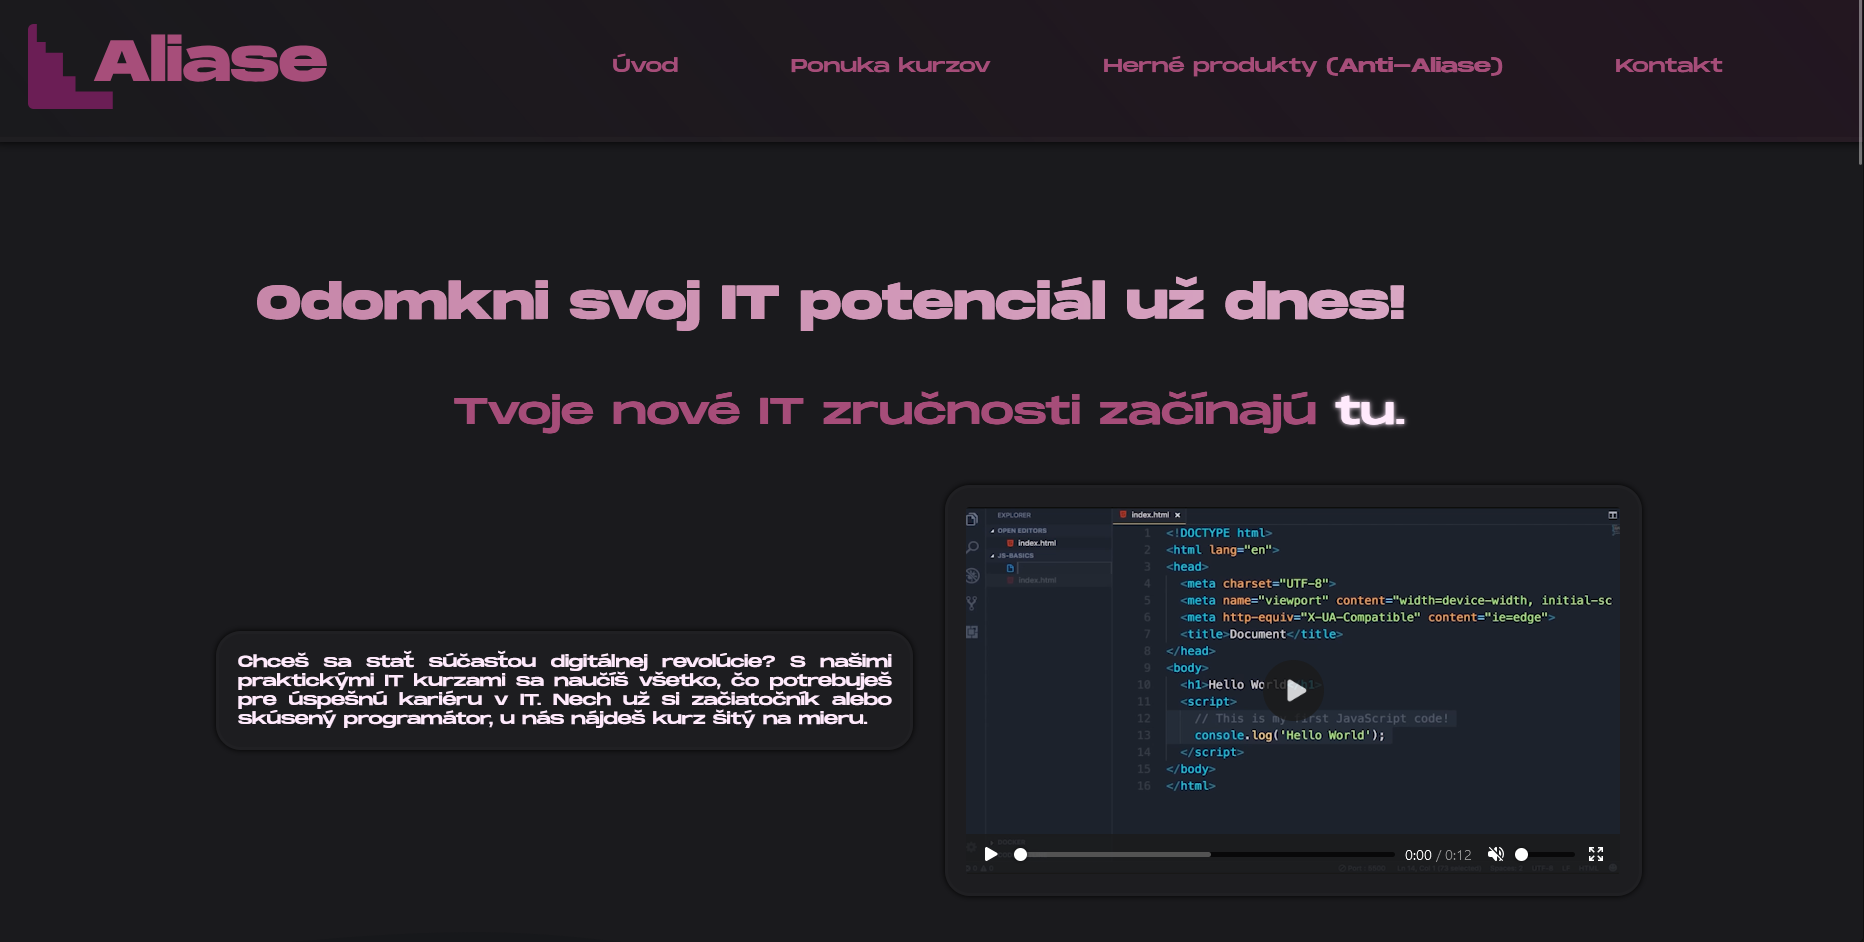 Aliase
Úvod
Ponuka kurzov
Herné produkty (Anti-Aliase)
Kontakt
Odomkni svoj IT potenciál už dnes!
Tvoje nové IT zručnosti začínajú tu.
Chceš sa stať súčasťou digitálnej revolúcie? S našimi
praktickými IT kurzami sa naučíš všetko, čo potrebuješ
pre úspešnú kariéru v IT. Nech už si začiatočník alebo
skúsený programátor, u nás nájdeš kurz šitý na mieru.
EXPLORER
OPEN EDITORS
index.html
JS-BASICS
index.html
index.html ×
1 <!DOCTYPE html>
2 <html lang="en">
3 <head>
4 <meta charset="UTF-8">
5 <meta name="viewport" content="width=device-width, initial-sc
6 <meta http-equiv="X-UA-Compatible" content="ie=edge">
7 <title>Document</title>
8 </head>
9 <body>
10 <h1>Hello World</h1>
11 <script>
12 // This is my first JavaScript code!
13 console.log('Hello World');
14 </script>
15 </body>
16 </html>
DOCKER
0:00 / 0:12